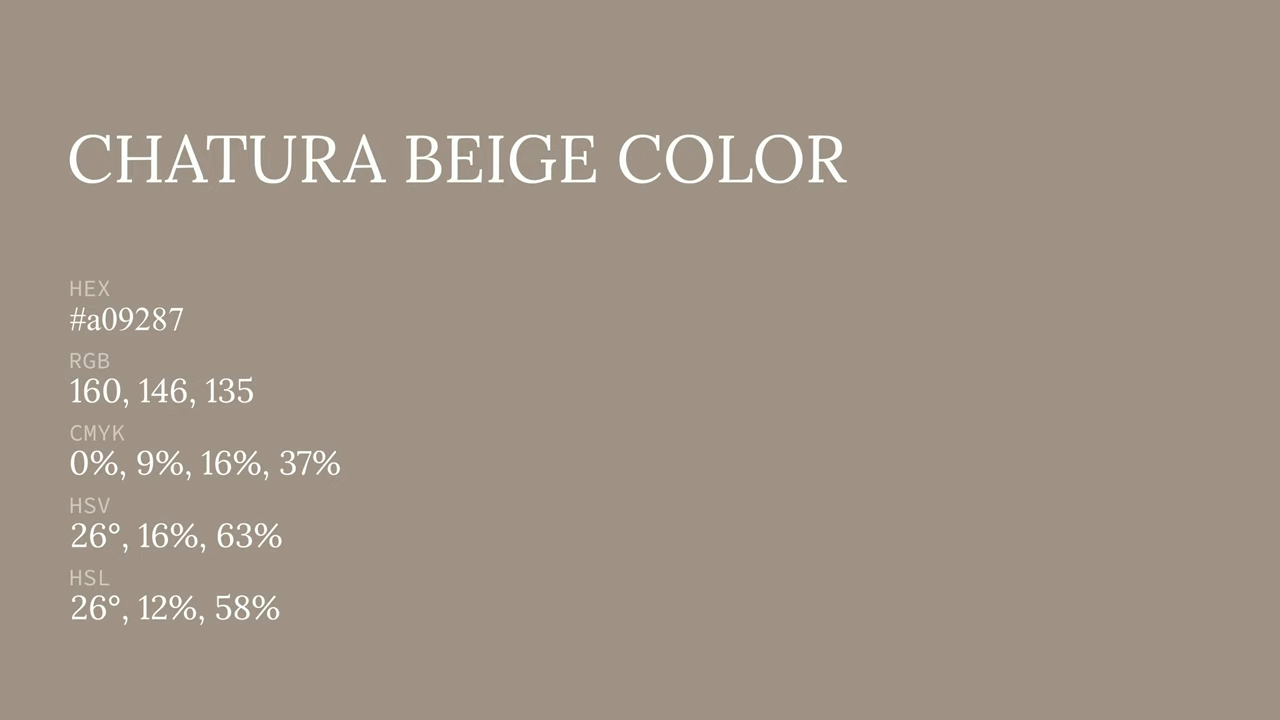 CHATURA BEIGE COLOR
HEX
#a09287
RGB
160, 146, 135
CMYK
0%, 9%, 16%, 37%
HSV
26°, 16%, 63%
HSL
26°, 12%, 58%